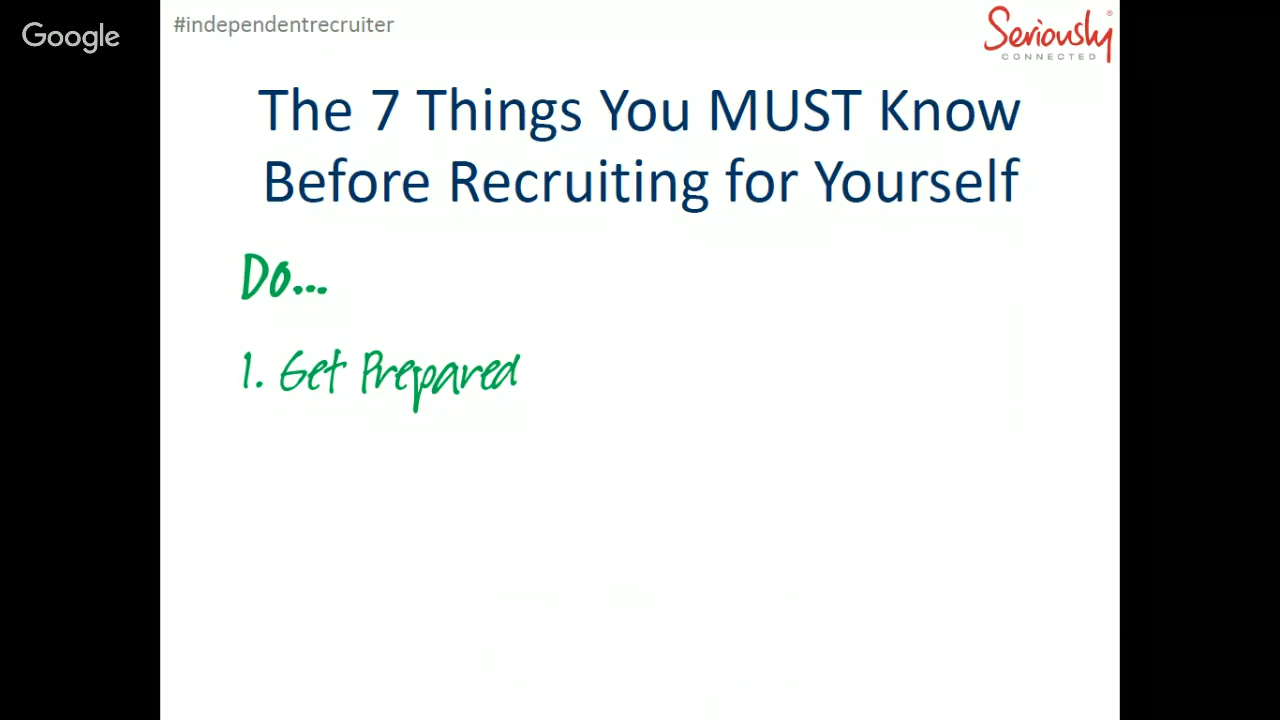 Google
#independentrecruiter
Seriously®
CONNECTED
The 7 Things You MUST Know
Before Recruiting for Yourself
Do...
1. Get Prepared